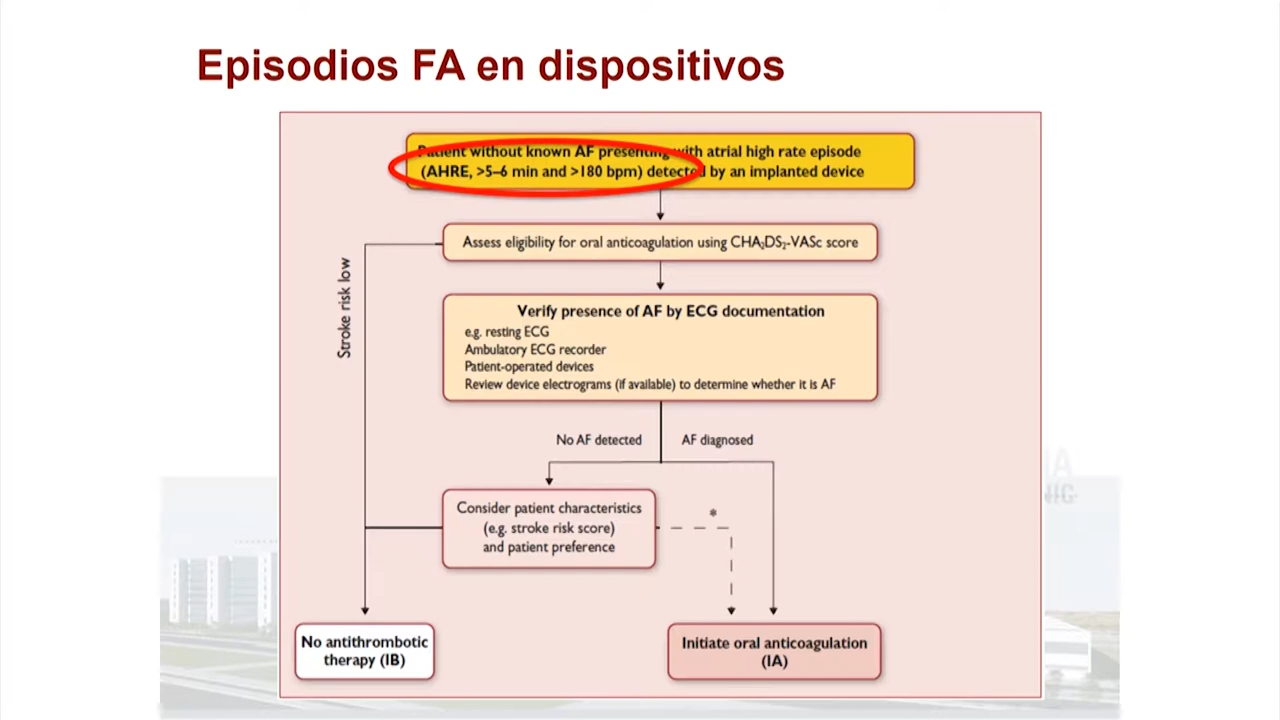 Episodios FA en dispositivos
Patient without known AF presenting with atrial high rate episode
(AHRE, >5–6 min and >180 bpm) detected by an implanted device
Assess eligibility for oral anticoagulation using CHA₂DS₂-VASc score
Stroke risk low
Verify presence of AF by ECG documentation
e.g. resting ECG
Ambulatory ECG recorder
Patient-operated devices
Review device electrograms (if available) to determine whether it is AF
No AF detected
AF diagnosed
Consider patient characteristics
(e.g. stroke risk score)
and patient preference
*
No antithrombotic
therapy (IB)
Initiate oral anticoagulation
(IA)